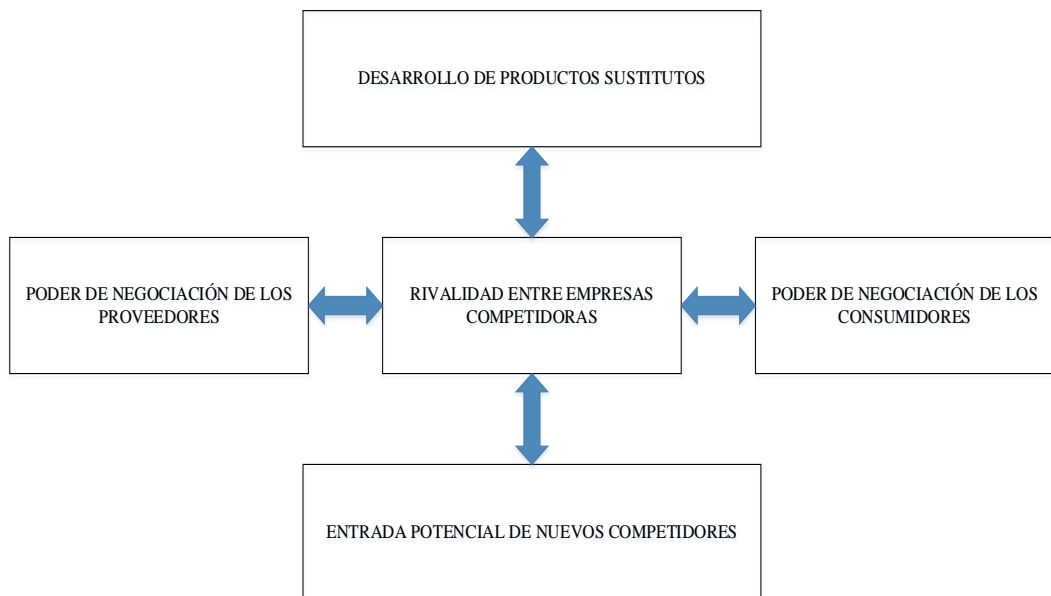 DESARROLLO DE PRODUCTOS SUSTITUTOS
PODER DE NEGOCIACIÓN DE LOS
PROVEEDORES
RIVALIDAD ENTRE EMPRESAS
COMPETIDORAS
PODER DE NEGOCIACIÓN DE LOS
CONSUMIDORES
ENTRADA POTENCIAL DE NUEVOS COMPETIDORES